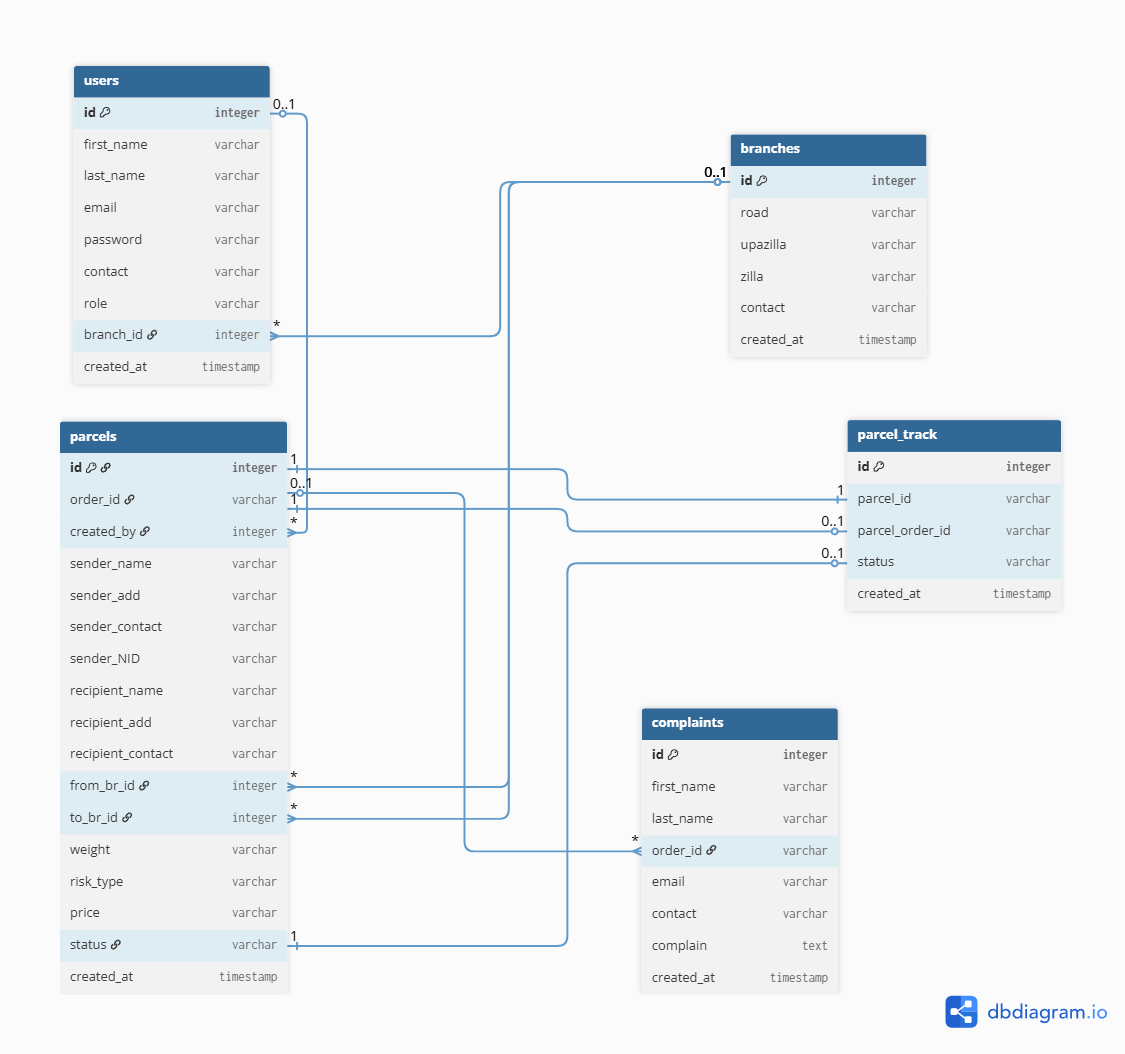 users
id integer
first_name varchar
last_name varchar
email varchar
password varchar
contact varchar
role varchar
branch_id integer
created_at timestamp
0..1
*
branches
id integer
road varchar
upazilla varchar
zilla varchar
contact varchar
created_at timestamp
0..1
parcels
id integer
order_id varchar
created_by integer
sender_name varchar
sender_add varchar
sender_contact varchar
sender_NID varchar
recipient_name varchar
recipient_add varchar
recipient_contact varchar
from_br_id integer
to_br_id integer
weight varchar
risk_type varchar
price varchar
status varchar
created_at timestamp
1
0..1
1
*
*
*
1
parcel_track
id integer
parcel_id varchar
parcel_order_id varchar
status varchar
created_at timestamp
1
0..1
0..1
complaints
id integer
first_name varchar
last_name varchar
order_id varchar
email varchar
contact varchar
complain text
created_at timestamp
*
dbdiagram.io